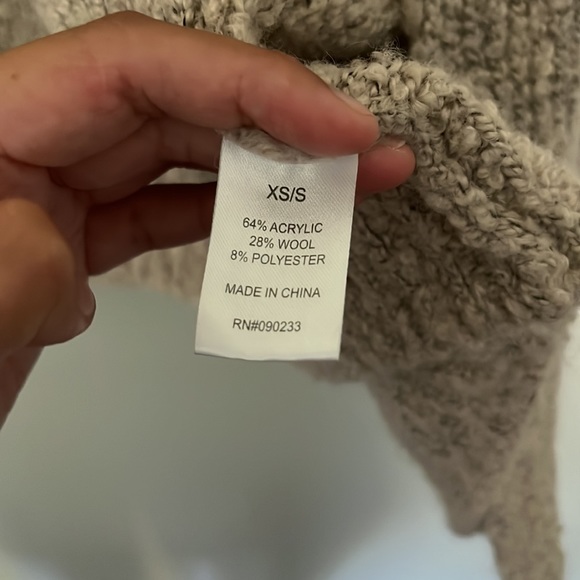 XS/S
64% ACRYLIC
28% WOOL
8% POLYESTER
MADE IN CHINA
RN#090233